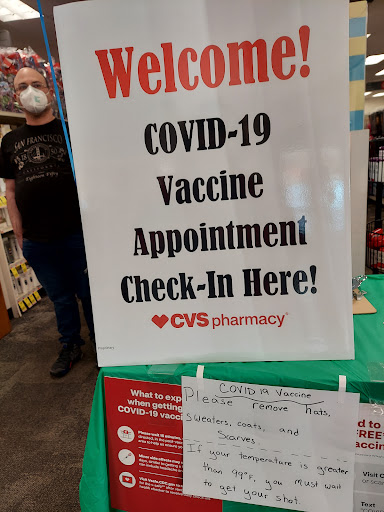 Welcome!
COVID-19
Vaccine
Appointment
Check-In Here!
CVS pharmacy
SAN FRANCISCO
COVID 19 Vaccine
Please remove hats,
sweaters, coats, and
Scarves
If your temperature is greater
than 99°F, you must wait
to get your shot.
What to
when getting
COVID-19